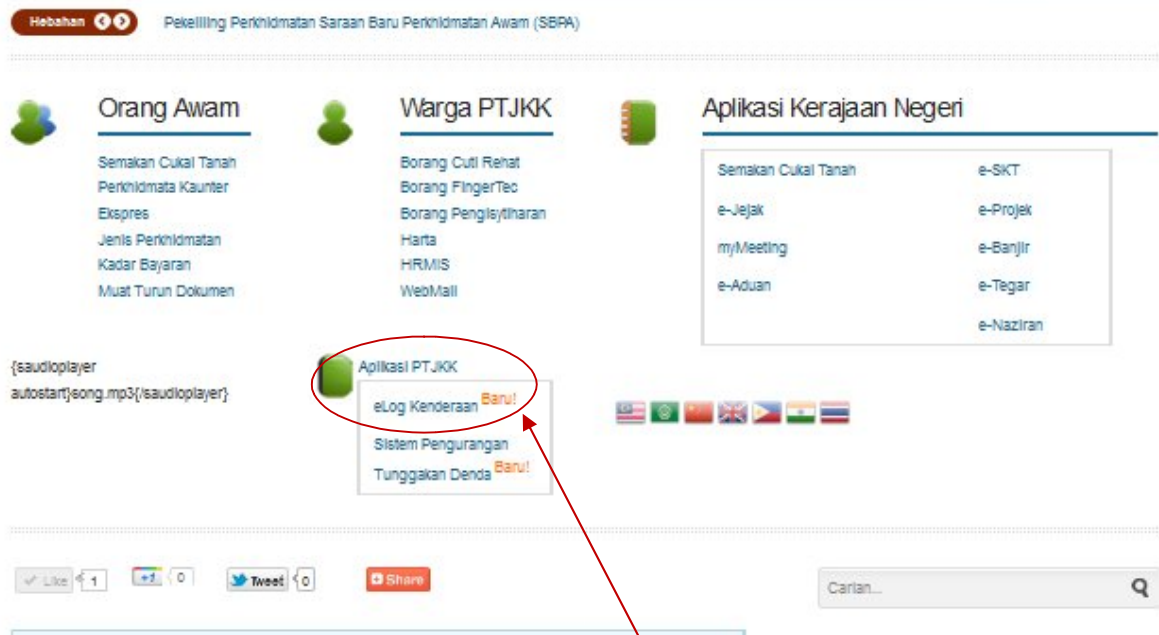 Hebahan
Pekeliling Perkhidmatan Saraan Baru Perkhidmatan Awam (SBPA)
Orang Awam
Semakan Cukai Tanah
Perkhidmata Kaunter
Ekspres
Jenis Perkhidmatan
Kadar Bayaran
Muat Turun Dokumen
Warga PTJKK
Borang Cuti Rehat
Borang FingerTec
Borang Pengisytiharan
Harta
HRMIS
WebMail
Aplikasi Kerajaan Negeri
Semakan Cukai Tanah
e-SKT
e-Jejak
e-Projek
myMeeting
e-Banjir
e-Aduan
e-Tegar
e-Naziran
{saudioplayer
autostart}song.mp3{/saudioplayer}
Aplikasi PTJKK
eLog Kenderaan Baru!
Sistem Pengurangan
Tunggakan Denda Baru!
Like 1
+1 0
Tweet 0
Share
Carian...